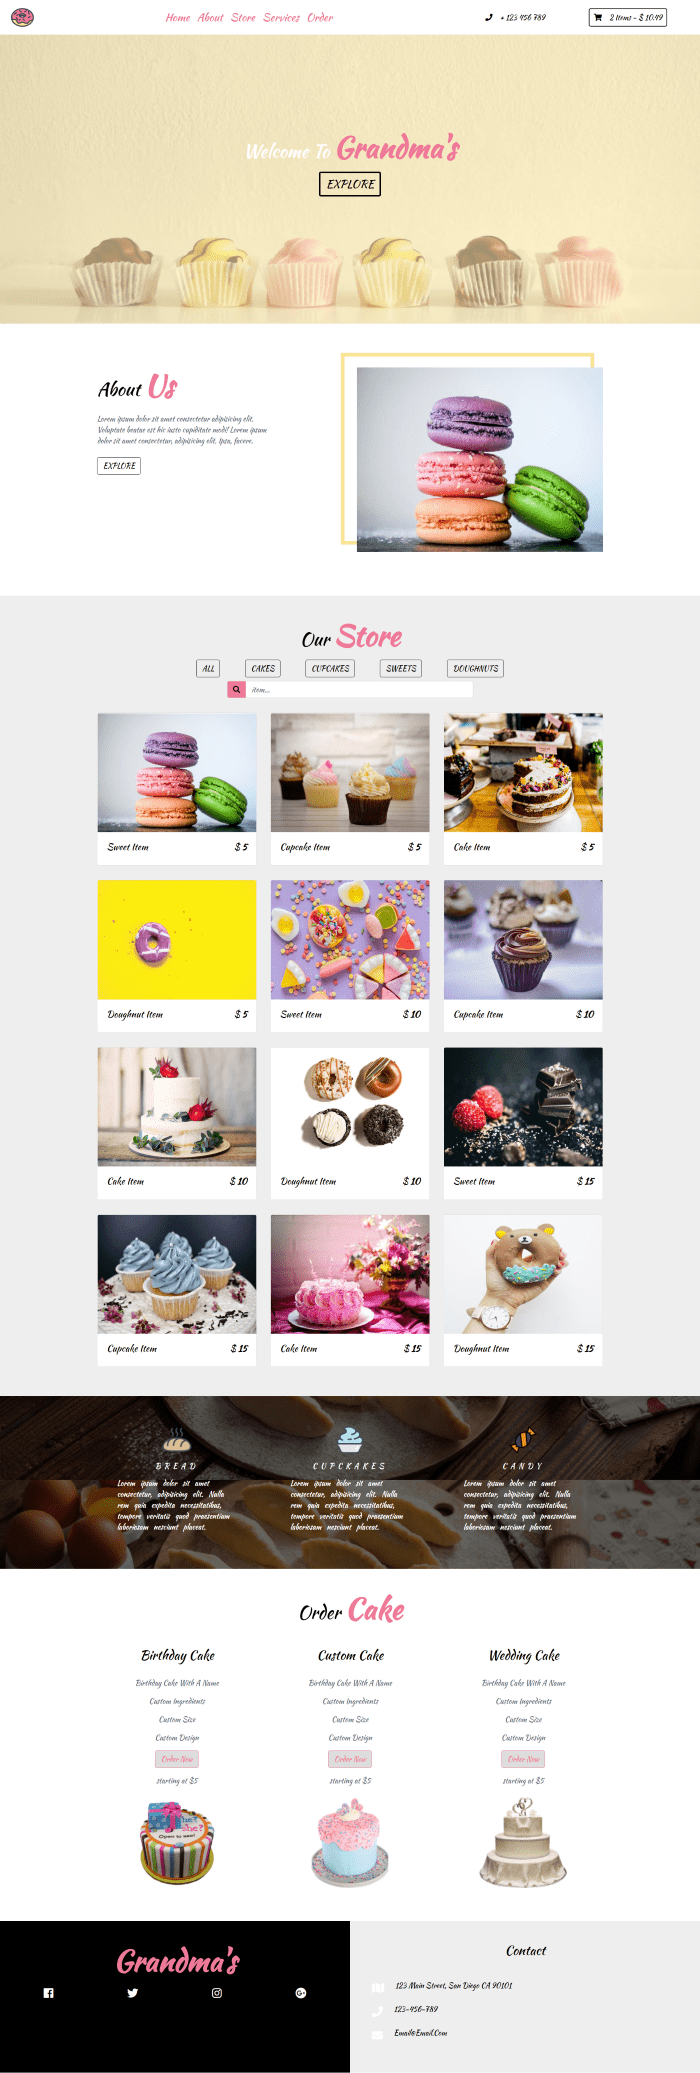 Home About Store Services Order
+ 123 456 789
2 Items - $ 10.49
Welcome To Grandma's
EXPLORE
About Us
Lorem ipsum dolor sit amet consectetur adipisicing elit.
Voluptate beatae est hic iusto cupiditate modi! Lorem ipsum
dolor sit amet consectetur, adipisicing elit. Ipsa, facere.
EXPLORE
Our Store
ALL CAKES CUPCAKES SWEETS DOUGHNUTS
item...
Sweet Item $ 5
Cupcake Item $ 5
Cake Item $ 5
Doughnut Item $ 5
Sweet Item $ 10
Cupcake Item $ 10
Cake Item $ 10
Doughnut Item $ 10
Sweet Item $ 15
Cupcake Item $ 15
Cake Item $ 15
Doughnut Item $ 15
BREAD
Lorem ipsum dolor sit amet
consectetur, adipisicing elit. Nulla
rem quia expedita necessitatibus,
tempore veritatis quod praesentium
laboriosam nesciunt placeat.
CUPCKAKES
Lorem ipsum dolor sit amet
consectetur, adipisicing elit. Nulla
rem quia expedita necessitatibus,
tempore veritatis quod praesentium
laboriosam nesciunt placeat.
CANDY
Lorem ipsum dolor sit amet
consectetur, adipisicing elit. Nulla
rem quia expedita necessitatibus,
tempore veritatis quod praesentium
laboriosam nesciunt placeat.
Order Cake
Birthday Cake
Birthday Cake With A Name
Custom Ingredients
Custom Size
Custom Design
Order Now
starting at $5
he?
she?
Open to see!
Custom Cake
Birthday Cake With A Name
Custom Ingredients
Custom Size
Custom Design
Order Now
starting at $5
Wedding Cake
Birthday Cake With A Name
Custom Ingredients
Custom Size
Custom Design
Order Now
starting at $5
Grandma's
Contact
123 Main Street, San Diego CA 90101
123-456-789
Email@Email.Com